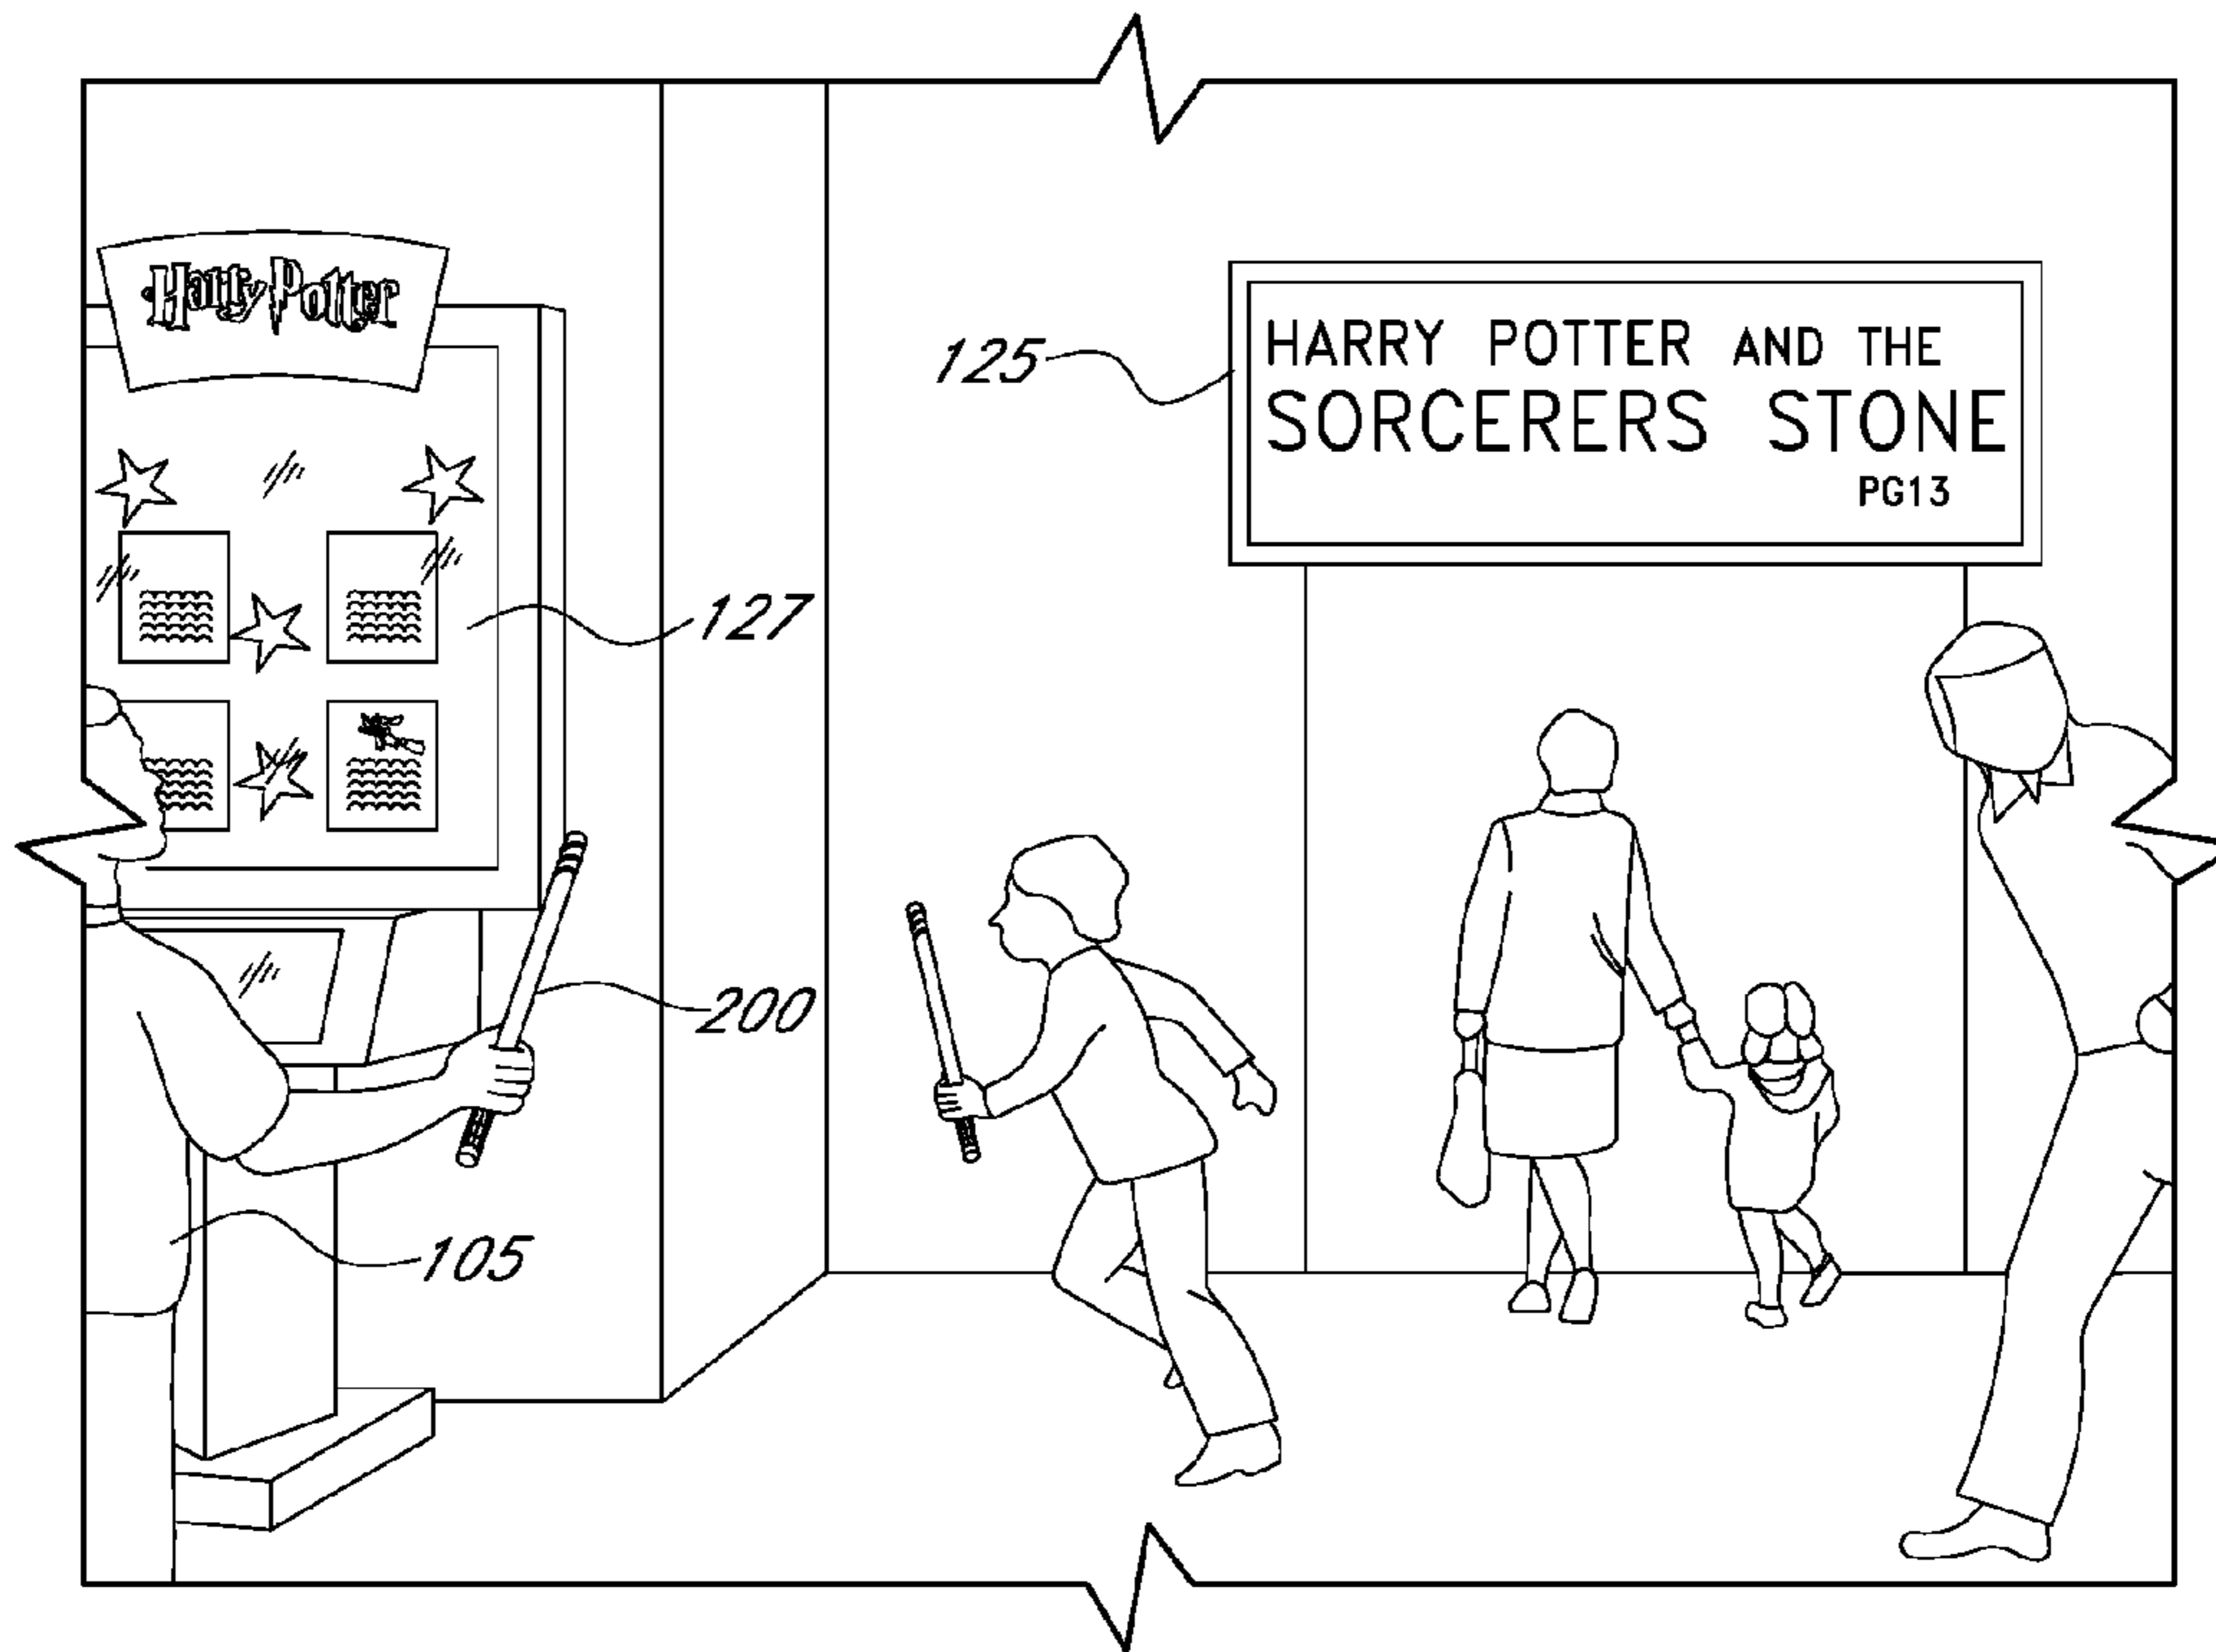 Harry Potter
125
HARRY POTTER AND THE
SORCERERS STONE
PG13
127
200
105